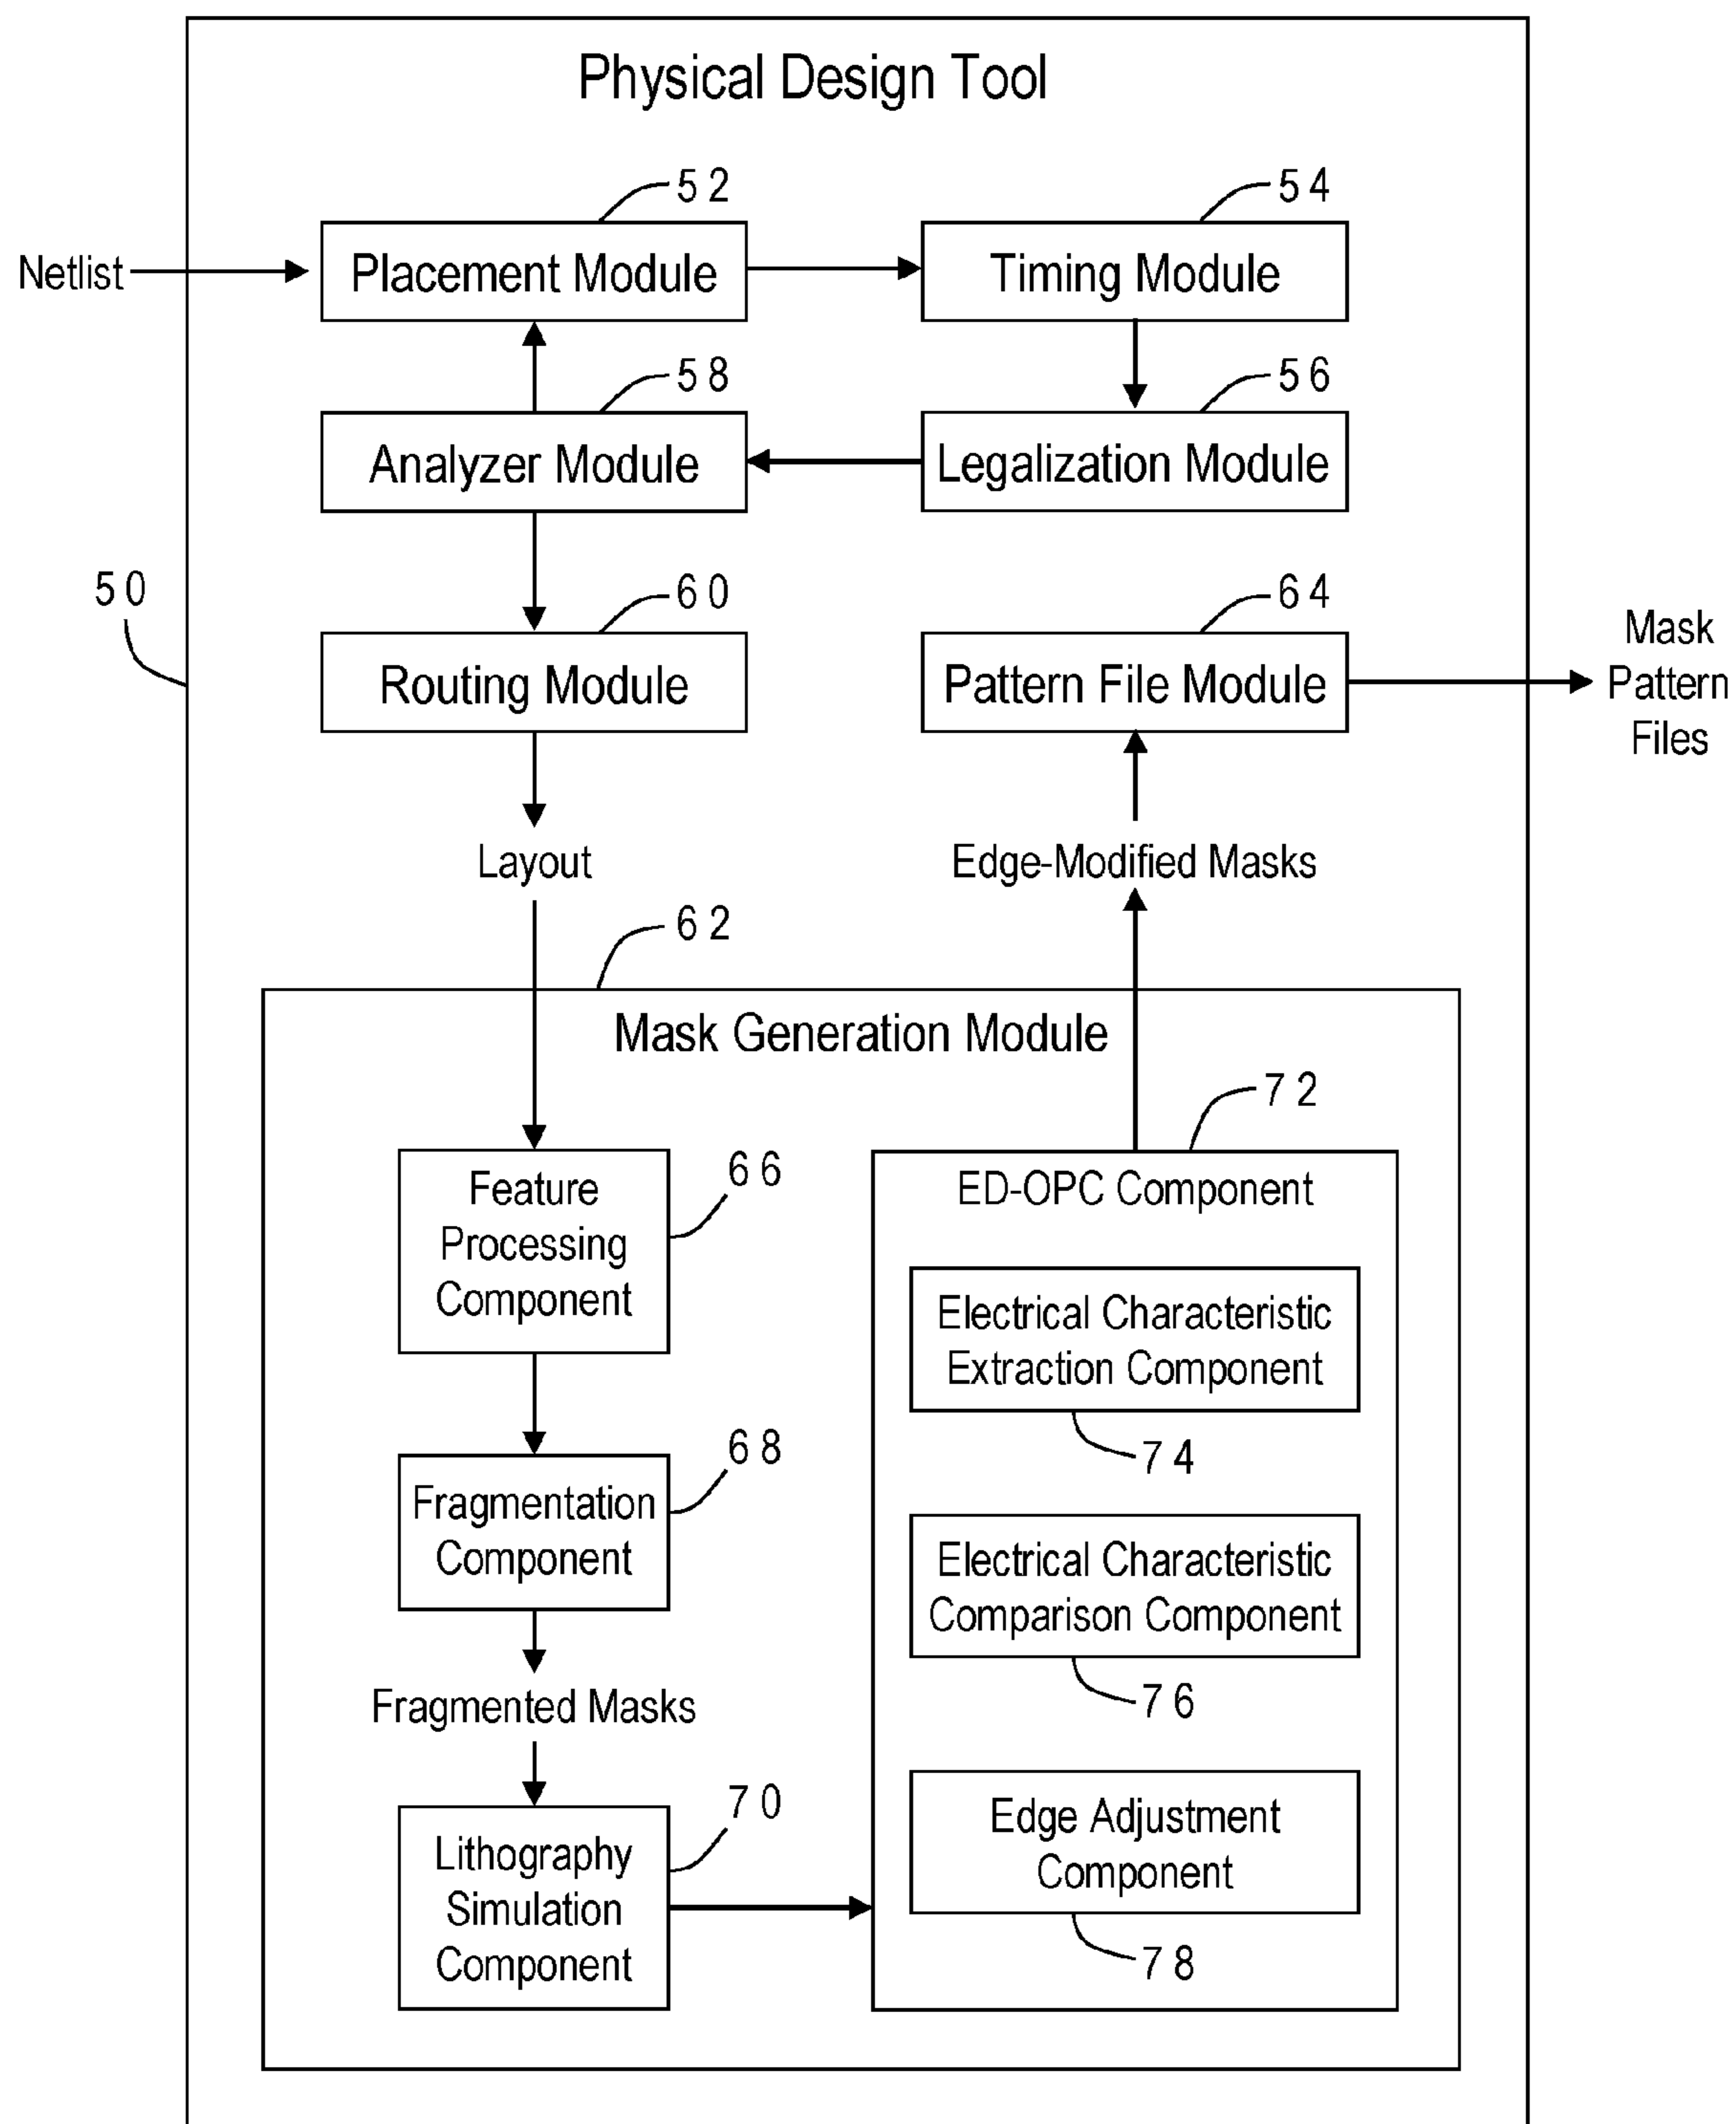 Physical Design Tool
52
54
Netlist
Placement Module
Timing Module
58
56
Analyzer Module
Legalization Module
50
60
64
Routing Module
Pattern File Module
Mask
Pattern
Files
Layout
Edge-Modified Masks
62
Mask Generation Module
72
66
Feature
Processing
Component
ED-OPC Component
Electrical Characteristic
Extraction Component
74
68
Fragmentation
Component
Electrical Characteristic
Comparison Component
76
Fragmented Masks
70
Lithography
Simulation
Component
Edge Adjustment
Component
78